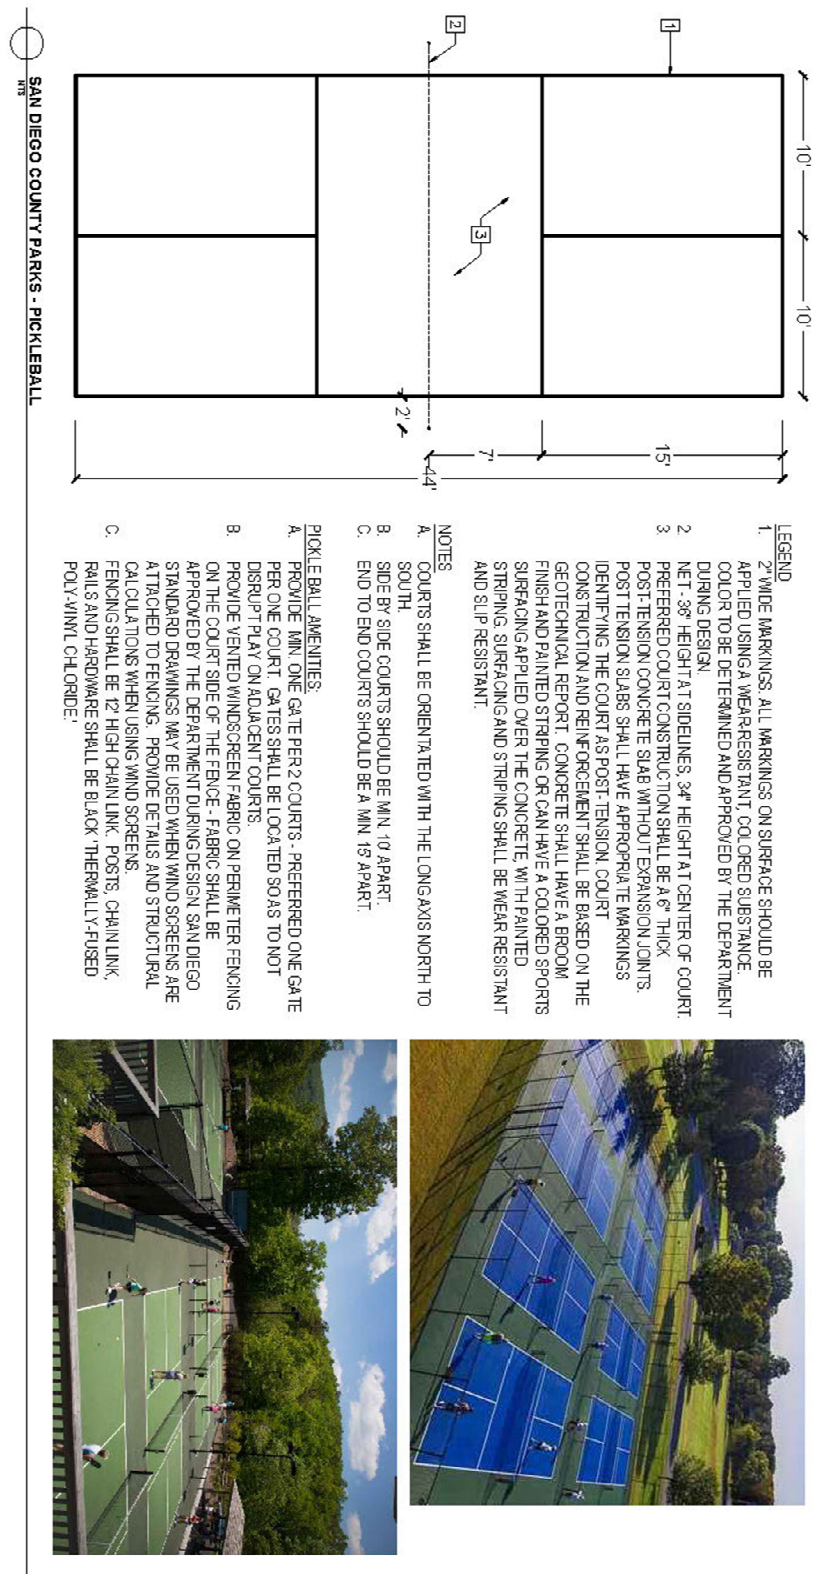 1
2
3
10'
10'
2'
7'
15'
44'
LEGEND
1. 2" WIDE MARKINGS. ALL MARKINGS ON SURFACE SHOULD BE
APPLIED USING A WEAR-RESISTANT, COLORED SUBSTANCE.
COLOR TO BE DETERMINED AND APPROVED BY THE DEPARTMENT
DURING DESIGN.
2 NET - 36" HEIGHT AT SIDELINES, 34" HEIGHT AT CENTER OF COURT.
3. PREFERRED COURT CONSTRUCTION SHALL BE A 6" THICK
POST-TENSION CONCRETE SLAB WITHOUT EXPANSION JOINTS.
POST TENSION SLABS SHALL HAVE APPROPRIATE MARKINGS
IDENTIFYING THE COURT AS POST-TENSION. COURT
CONSTRUCTION AND REINFORCEMENT SHALL BE BASED ON THE
GEOTECHNICAL REPORT. CONCRETE SHALL HAVE A BROOM
FINISH AND PAINTED STRIPING OR CAN HAVE A COLORED SPORTS
SURFACING APPLIED OVER THE CONCRETE, WITH PAINTED
STRIPING. SURFACING AND STRIPING SHALL BE WEAR RESISTANT
AND SLIP RESISTANT.
NOTES
A. COURTS SHALL BE ORIENTATED WITH THE LONG AXIS NORTH TO
SOUTH.
B. SIDE BY SIDE COURTS SHOULD BE MIN. 10' APART.
C. END TO END COURTS SHOULD BE A MIN. 15' APART.
PICKLE BALL AMENITIES:
A. PROVIDE MIN. ONE GATE PER 2 COURTS - PREFERRED ONE GATE
PER ONE COURT. GATES SHALL BE LOCATED SO AS TO NOT
DISRUPT PLAY ON ADJACENT COURTS.
B. PROVIDE VENTED WINDSCREEN FABRIC ON PERIMETER FENCING
ON THE COURT SIDE OF THE FENCE - FABRIC SHALL BE
APPROVED BY THE DEPARTMENT DURING DESIGN. SAN DIEGO
STANDARD DRAWINGS MAY BE USED WHEN WIND SCREENS ARE
ATTACHED TO FENCING. PROVIDE DETAILS AND STRUCTURAL
CALCULATIONS WHEN USING WIND SCREENS.
C. FENCING SHALL BE 12' HIGH CHAIN LINK. POSTS, CHAIN LINK,
RAILS AND HARDWARE SHALL BE BLACK 'THERMALLY-FUSED
POLY-VINYL CHLORIDE.'
SAN DIEGO COUNTY PARKS - PICKLEBALL
NTS